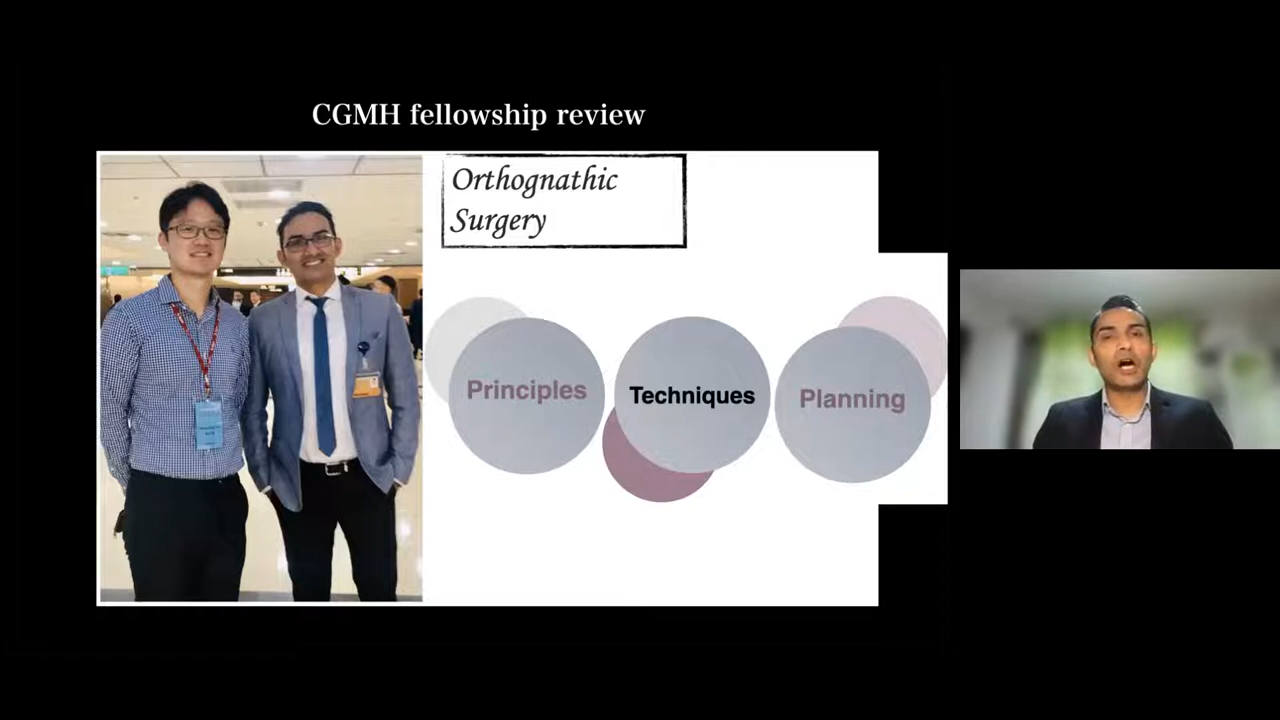 CGMH fellowship review
Orthognathic
Surgery
Principles
Techniques
Planning